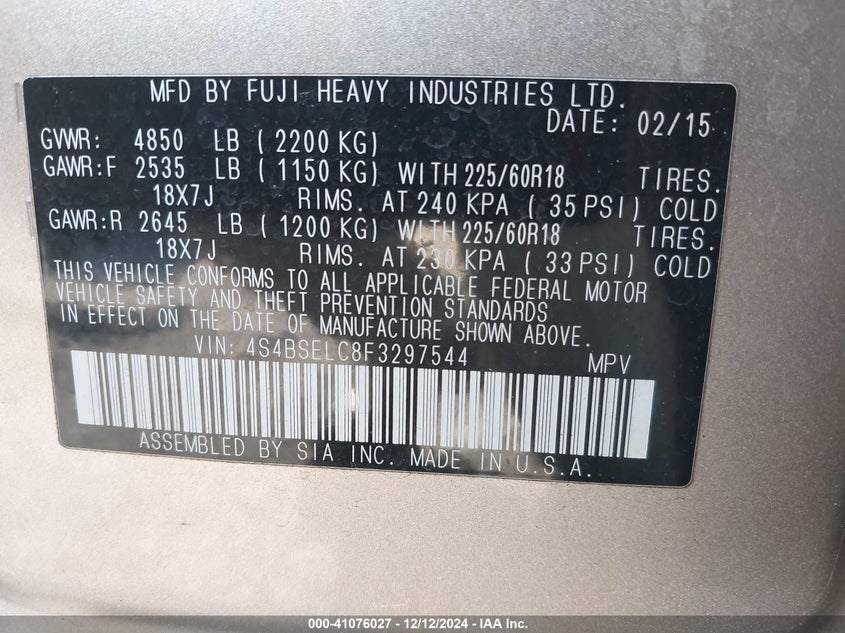 MFD BY FUJI HEAVY INDUSTRIES LTD.
DATE: 02/15
GVWR: 4850 LB ( 2200 KG)
GAWR:F 2535 LB ( 1150 KG) WITH 225/60R18 TIRES.
18X7J RIMS. AT 240 KPA ( 35 PSI) COLD
GAWR:R 2645 LB ( 1200 KG) WITH 225/60R18 TIRES.
18X7J RIMS. AT 230 KPA ( 33 PSI) COLD
THIS VEHICLE CONFORMS TO ALL APPLICABLE FEDERAL MOTOR
VEHICLE SAFETY AND THEFT PREVENTION STANDARDS
IN EFFECT ON THE DATE OF MANUFACTURE SHOWN ABOVE.
VIN: 4S4BSELC8F3297544 MPV
ASSEMBLED BY SIA INC. MADE IN U.S.A.
000-41076027 - 12/12/2024 - IAA Inc.